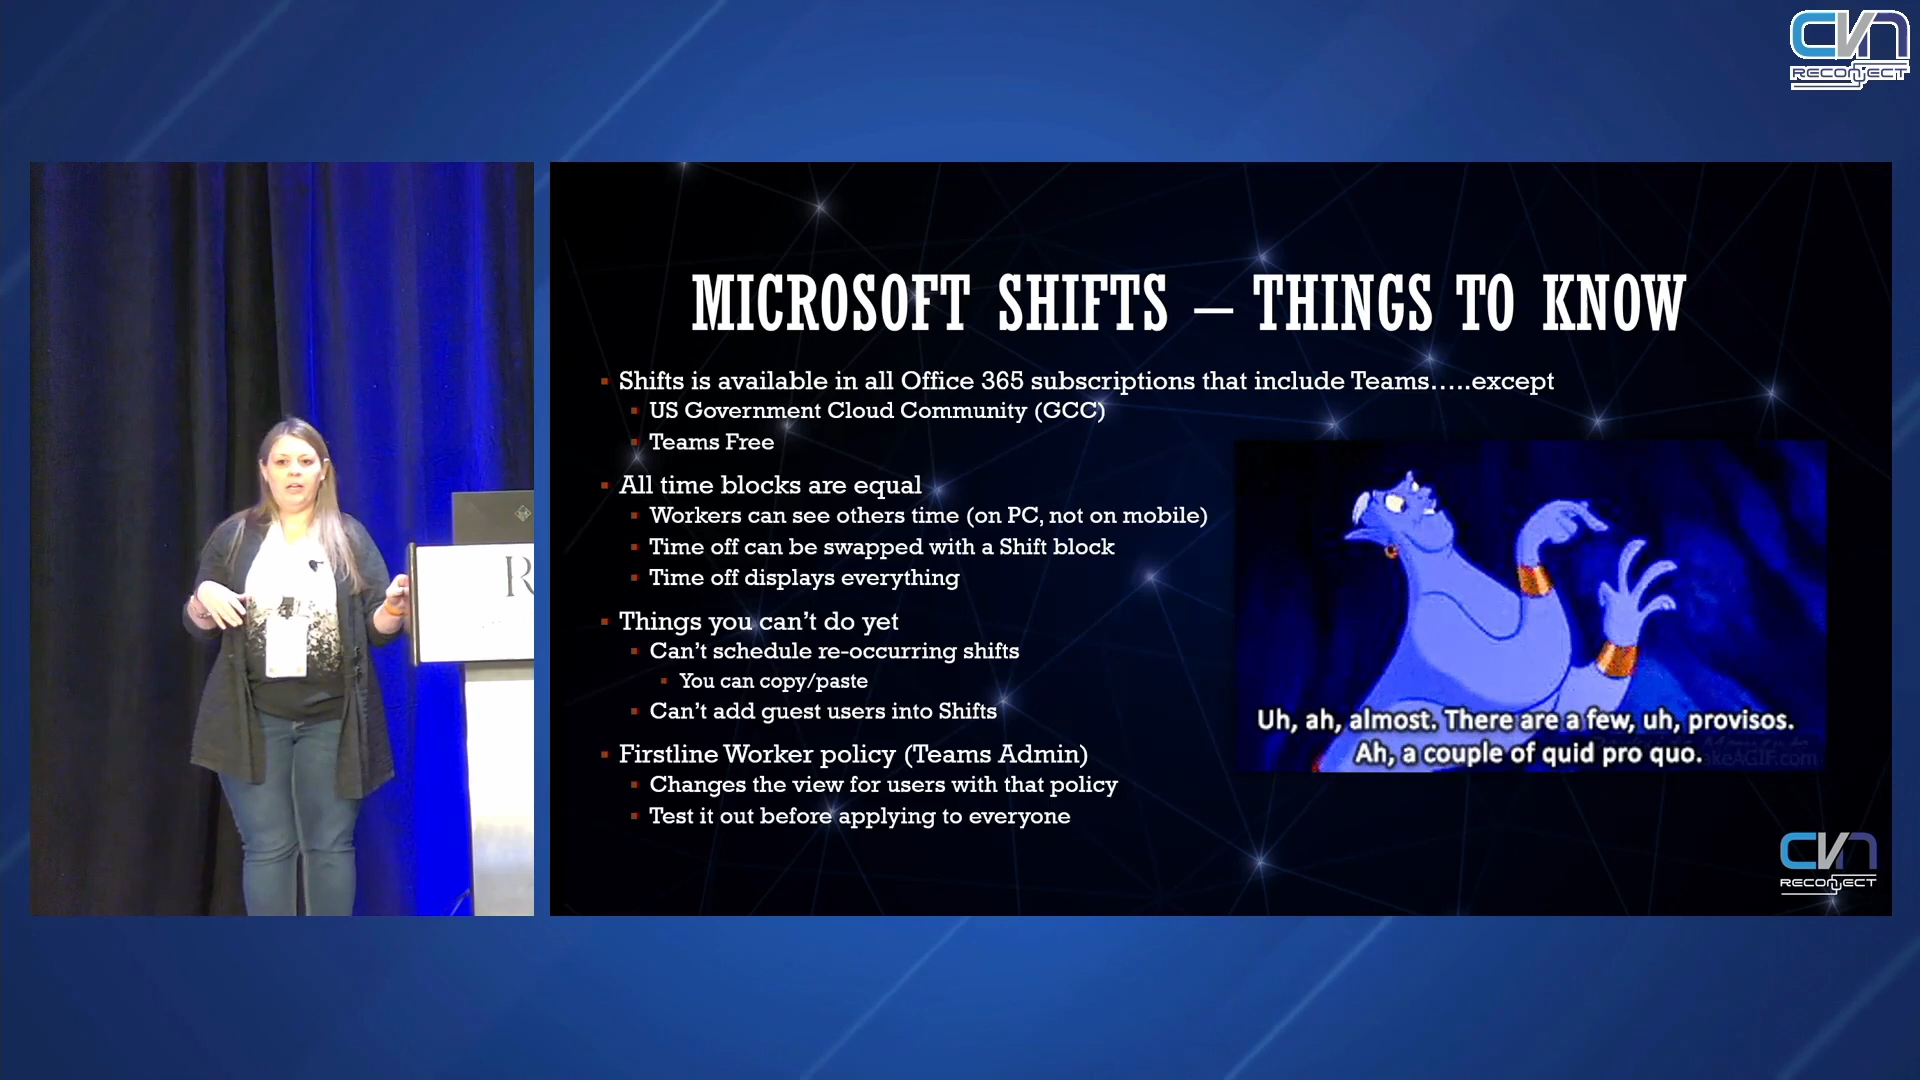 CVN
RECONNECT
MICROSOFT SHIFTS – THINGS TO KNOW
Shifts is available in all Office 365 subscriptions that include Teams…..except
US Government Cloud Community (GCC)
Teams Free
All time blocks are equal
Workers can see others time (on PC, not on mobile)
Time off can be swapped with a Shift block
Time off displays everything
Things you can't do yet
Can't schedule re-occurring shifts
You can copy/paste
Can't add guest users into Shifts
Firstline Worker policy (Teams Admin)
Changes the view for users with that policy
Test it out before applying to everyone
Uh, ah, almost. There are a few, uh, provisos.
Ah, a couple of quid pro quo.
R
CVN
RECONNECT